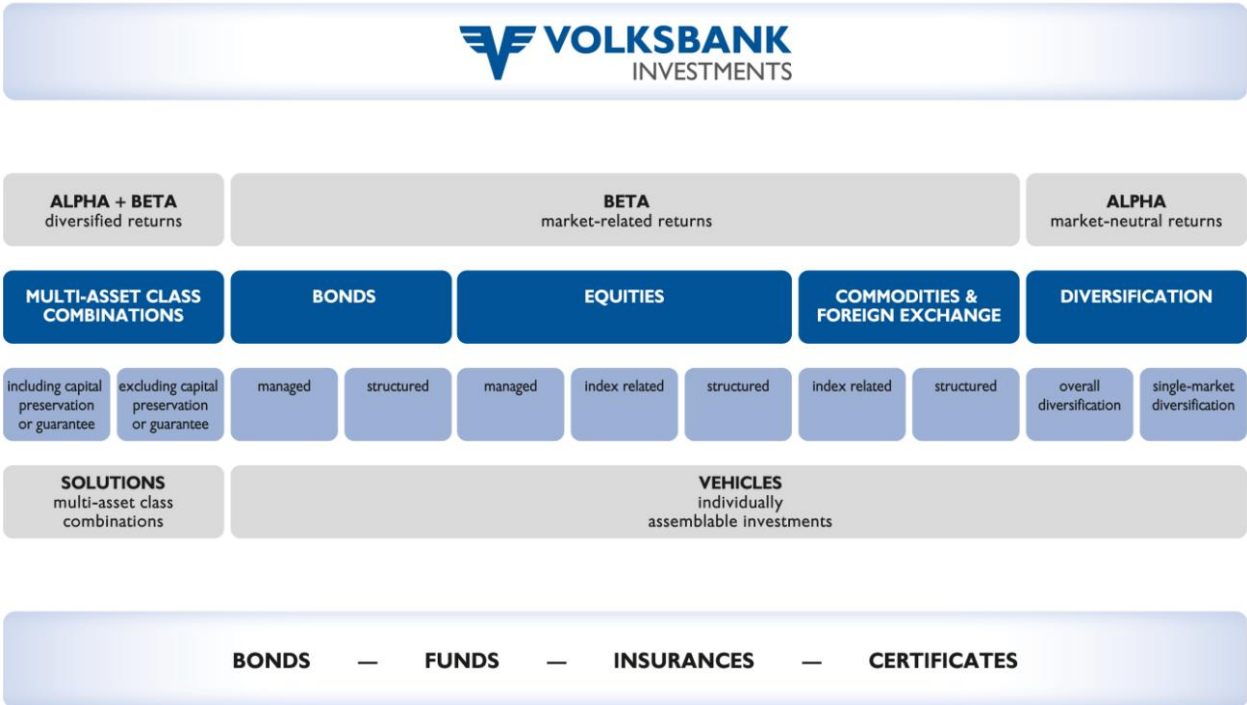 VOLKSBANK
INVESTMENTS
ALPHA + BETA
diversified returns
BETA
market-related returns
ALPHA
market-neutral returns
MULTI-ASSET CLASS
COMBINATIONS
BONDS
EQUITIES
COMMODITIES &
FOREIGN EXCHANGE
DIVERSIFICATION
including capital
preservation
or guarantee
excluding capital
preservation
or guarantee
managed
structured
managed
index related
structured
index related
structured
overall
diversification
single-market
diversification
SOLUTIONS
multi-asset class
combinations
VEHICLES
individually
assemblable investments
BONDS — FUNDS — INSURANCES — CERTIFICATES